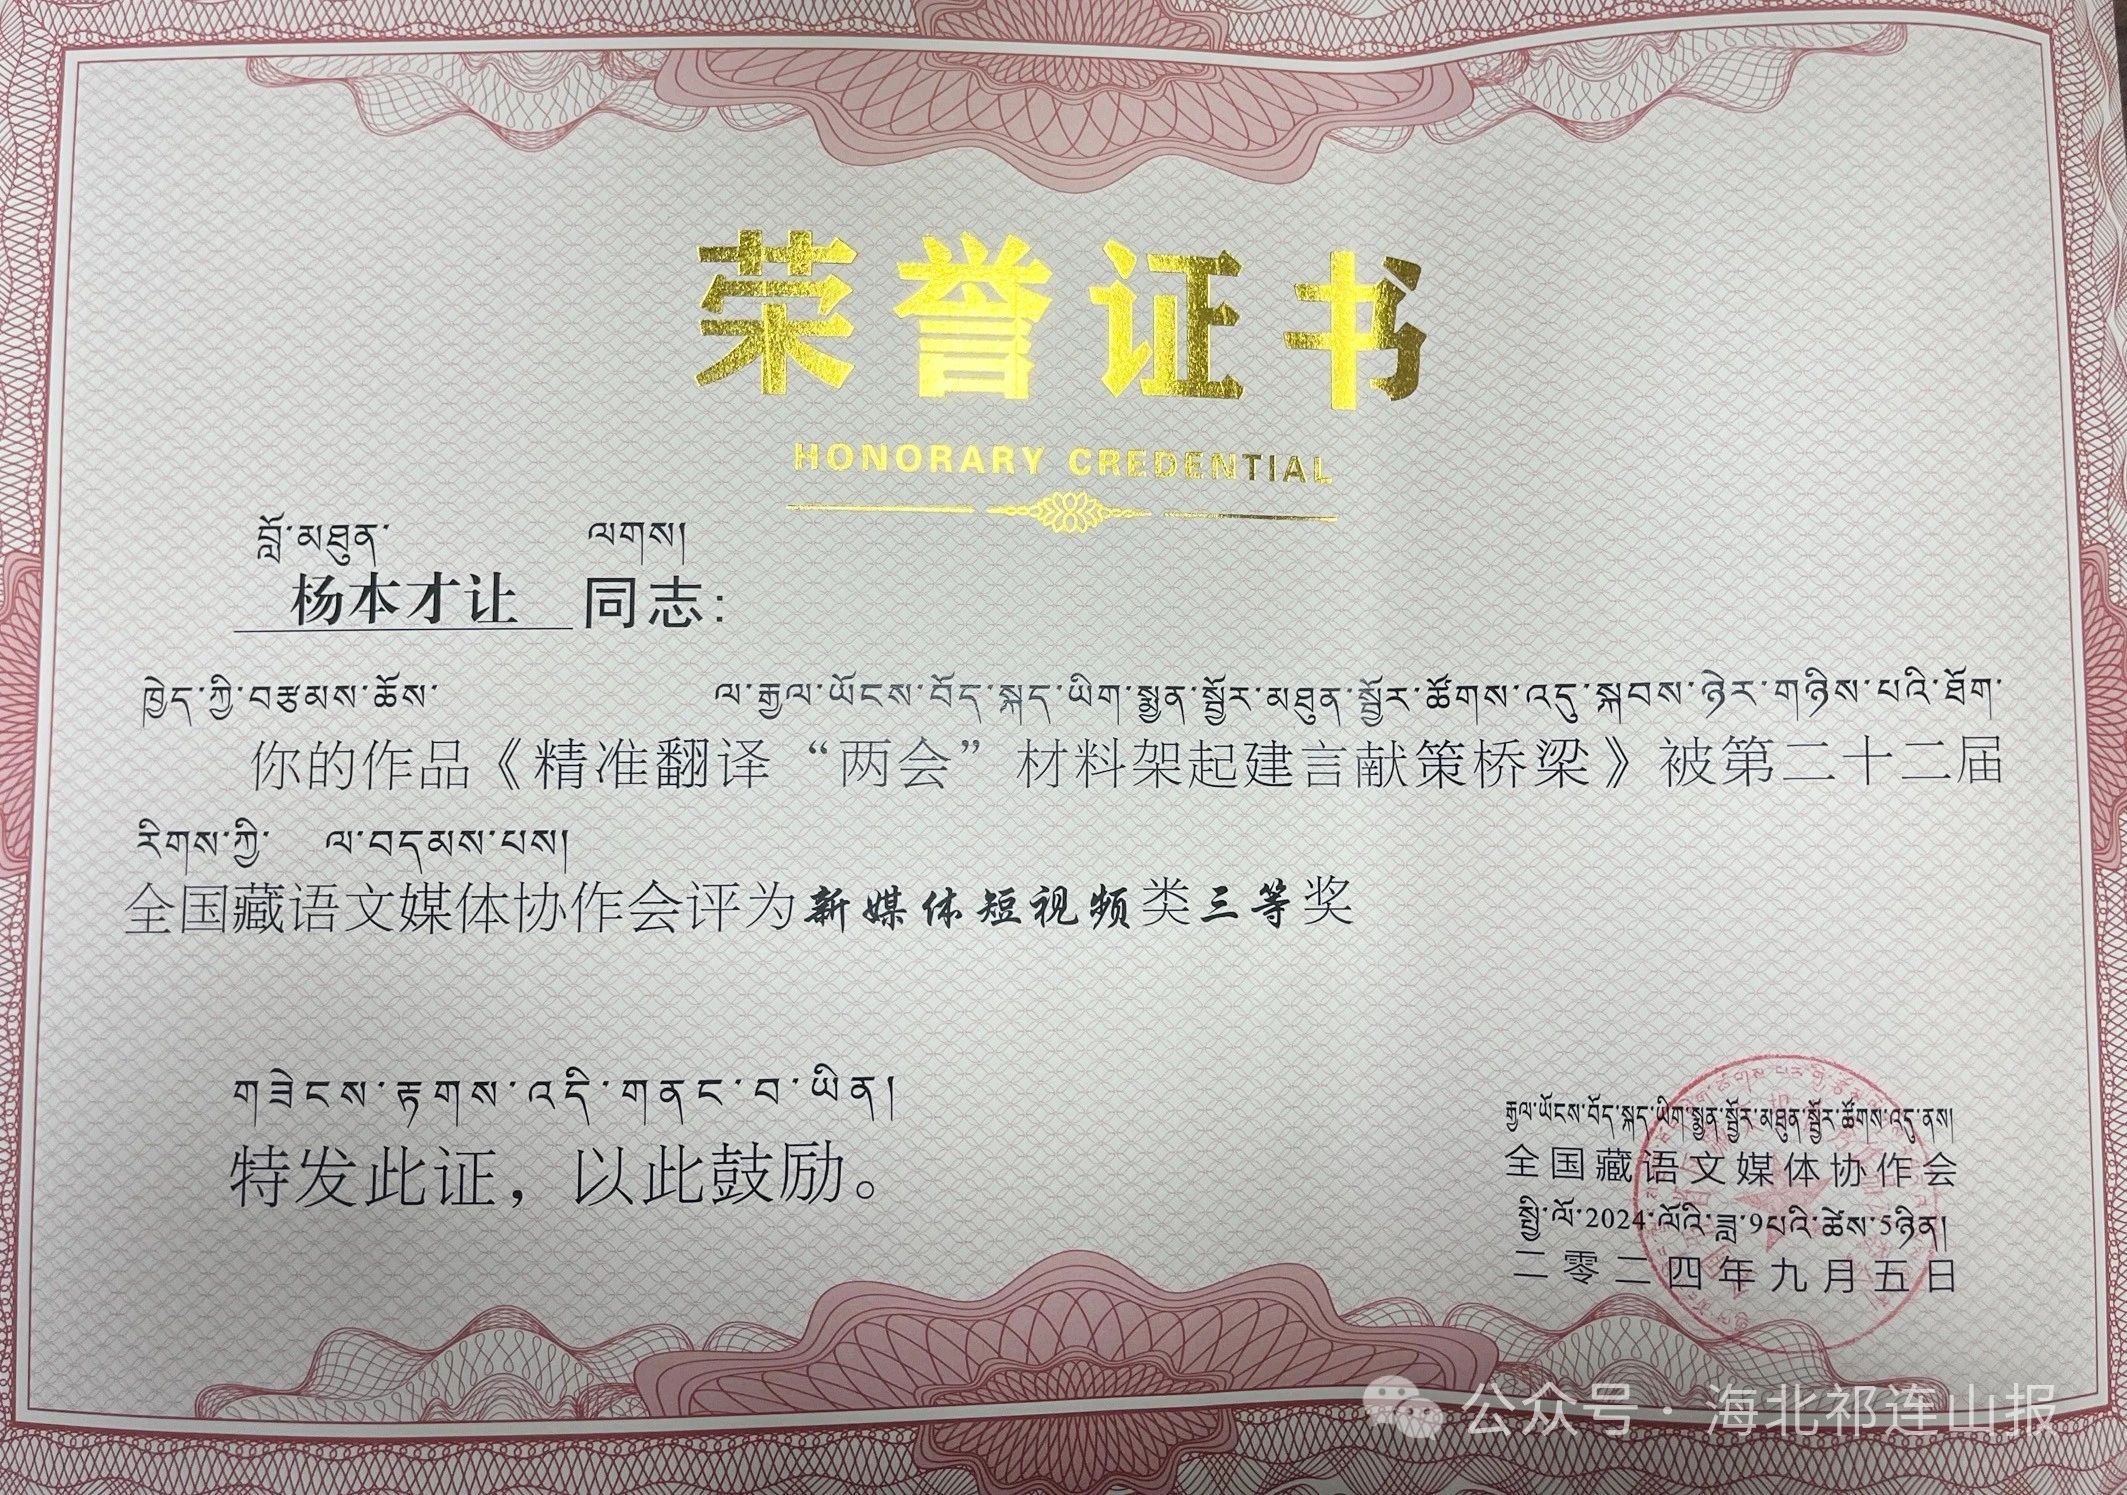 荣誉证书
HONORARY CREDENTIAL
བློ་མཐུན་ ལགས།
杨本才让 同志:
ཁྱེད་ཀྱི་བརྩམས་ཆོས་ ལ་རྒྱལ་ཡོངས་བོད་སྐད་ཡིག་སྨྱན་སྦྱོར་མཐུན་སྦྱོར་ཚོགས་འདུ་སྐབས་ཉེར་གཉིས་པའི་ཐོག་
你的作品《精准翻译“两会”材料架起建言献策桥梁》被第二十二届
རིགས་ཀྱི་ ལ་བདམས་པས།
全国藏语文媒体协作会评为新媒体短视频类三等奖
གཟེངས་རྟགས་འདི་གནང་བ་ཡིན།
特发此证，以此鼓励。
རྒྱལ་ཡོངས་བོད་སྐད་ཡིག་སྨྱན་སྦྱོར་མཐུན་སྦྱོར་ཚོགས་འདུ་ནས།
全国藏语文媒体协作会
སྤྱི་ལོ་2024་ལོའི་ཟླ་9པའི་ཚེས་5ཉིན།
二零二四年九月五日
公众号·海北祁连山报